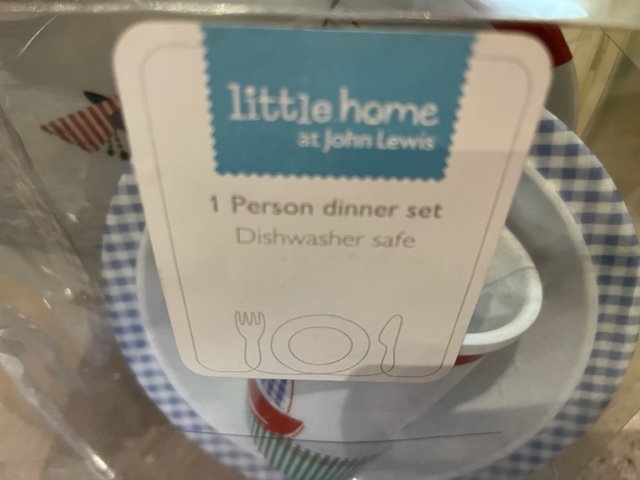 little home
at John Lewis
1 Person dinner set
Dishwasher safe